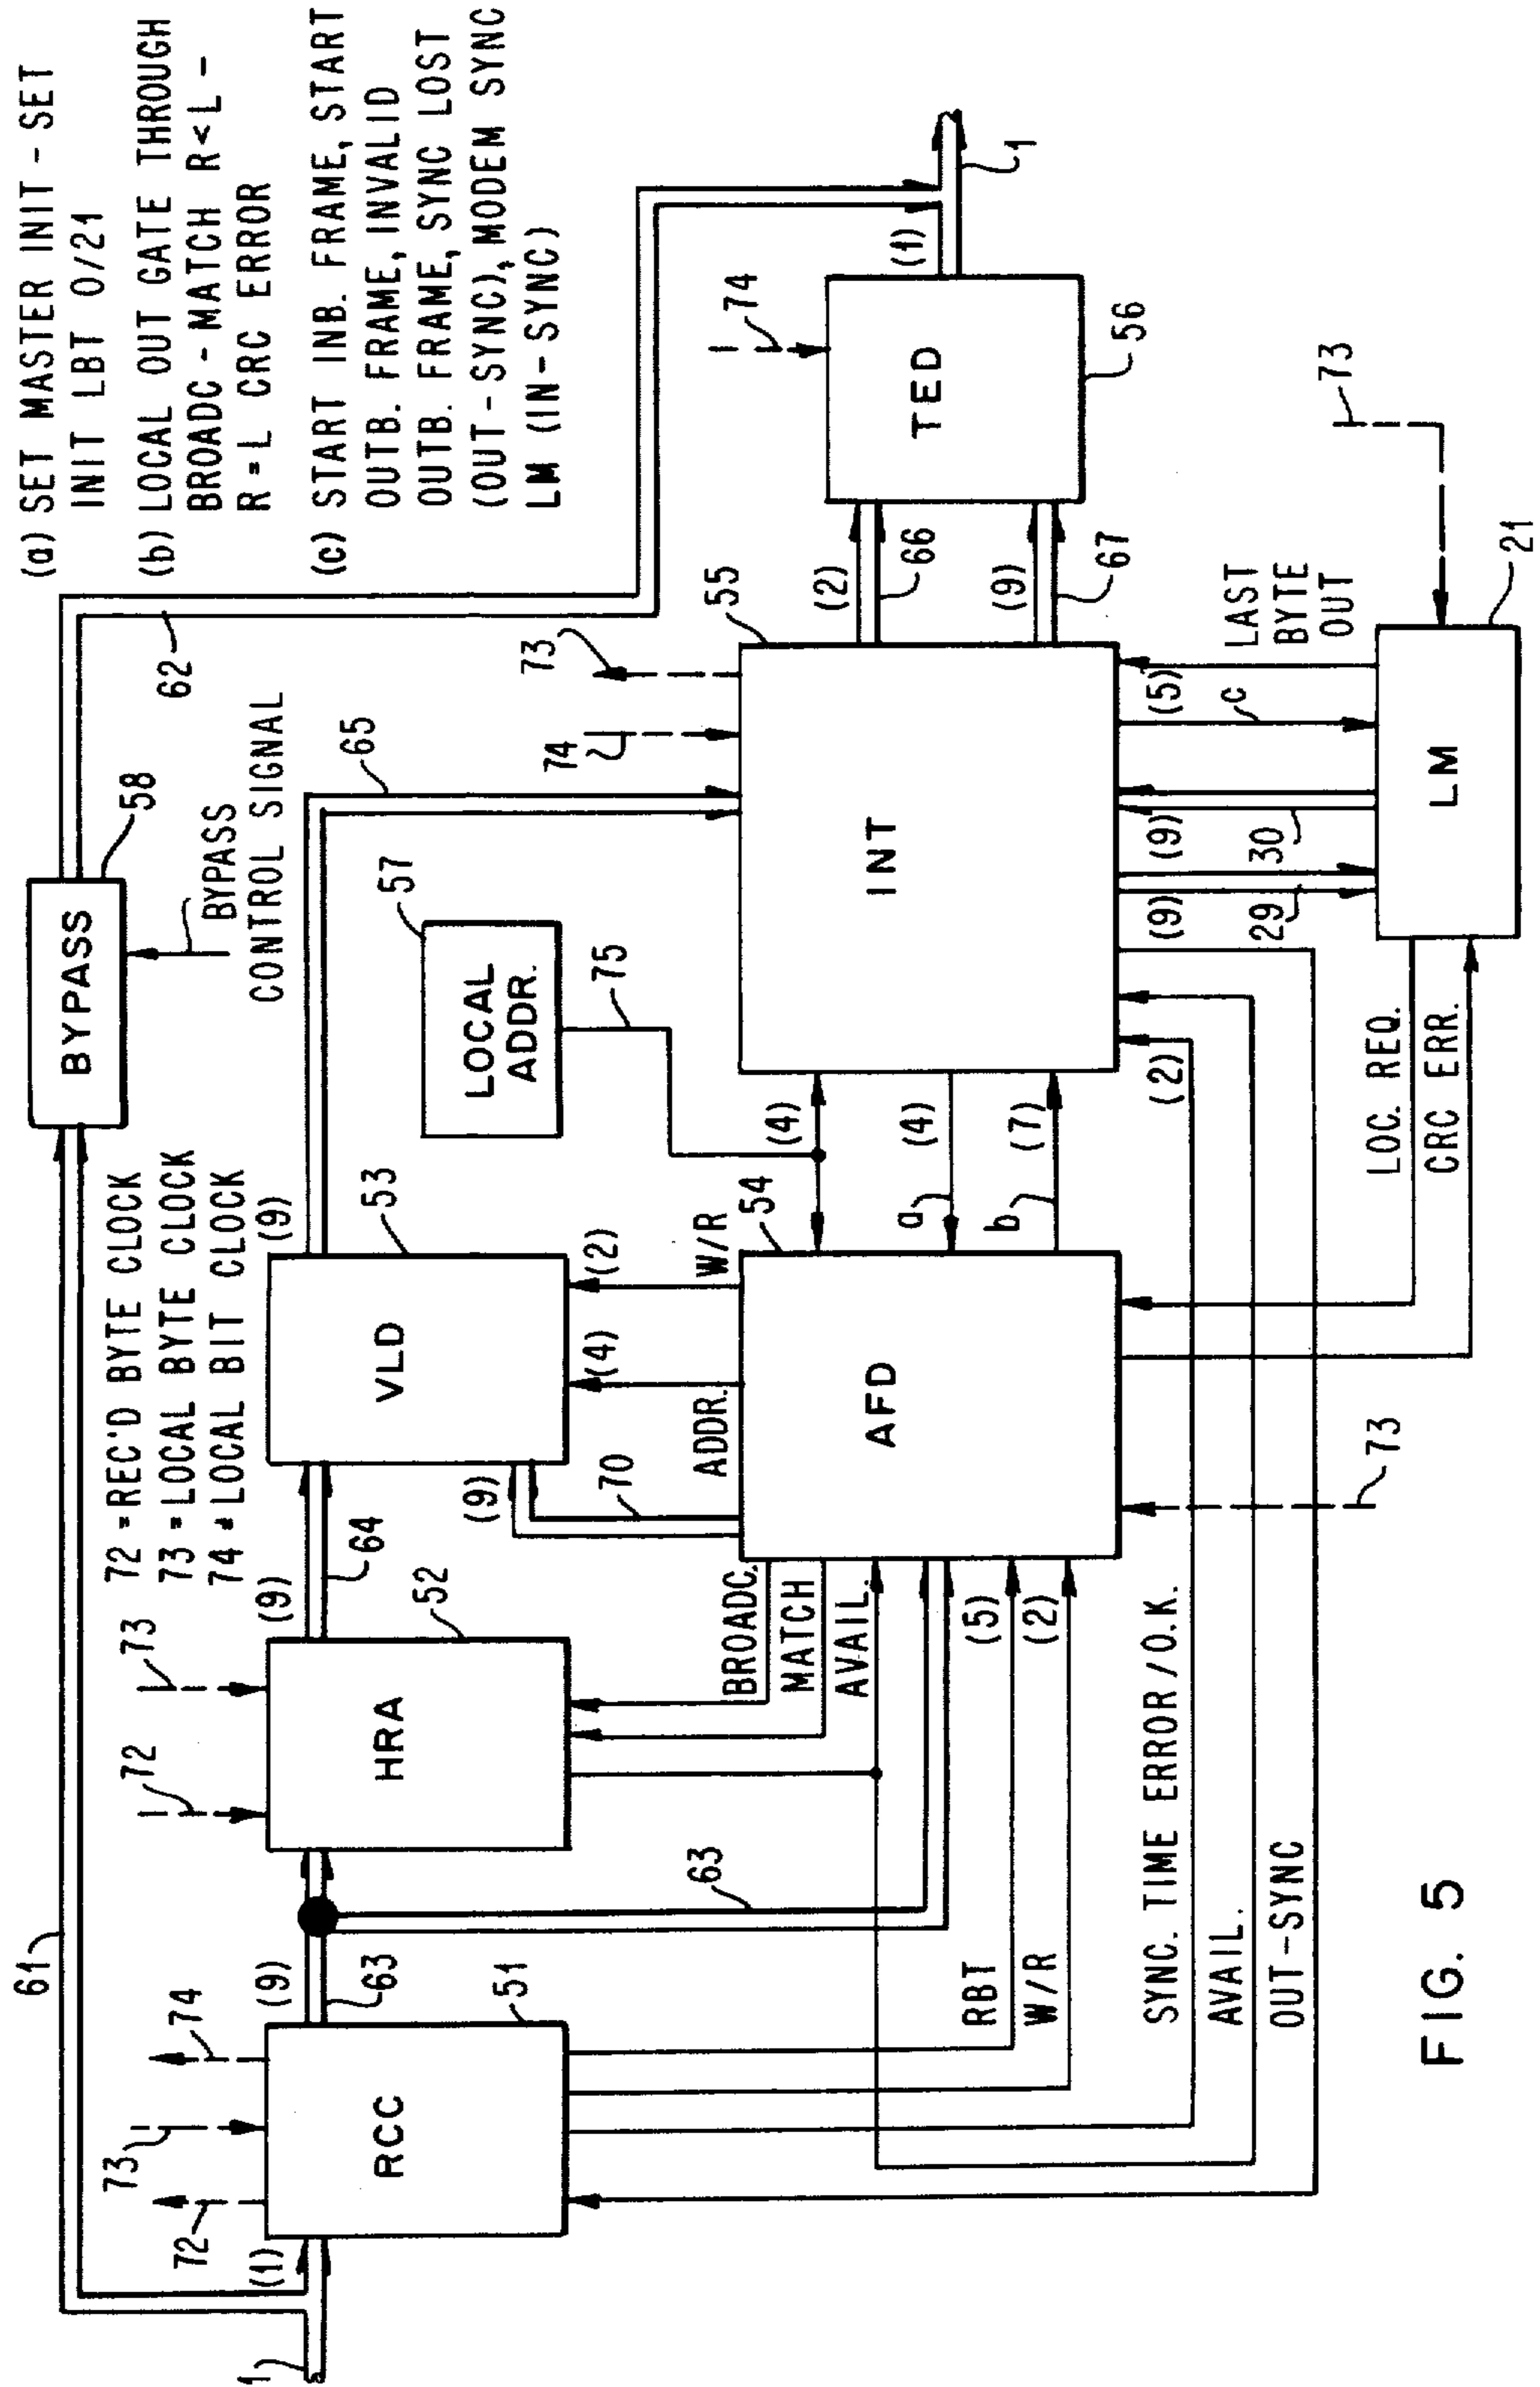 (a) SET MASTER INIT - SET
INIT LBT 0/21
(b) LOCAL OUT GATE THROUGH
BROADC - MATCH R < L -
R = L CRC ERROR
(c) START INB. FRAME, START
OUTB. FRAME, INVALID
OUTB. FRAME, SYNC LOST
(OUT-SYNC), MODEM SYNC
LM (IN-SYNC)
61
BYPASS
58
BYPASS
CONTROL SIGNAL
62
72 = REC'D BYTE CLOCK
73 = LOCAL BYTE CLOCK
74 = LOCAL BIT CLOCK
1
(1)
72
73
74
RCC
51
(9)
63
63
72
73
HRA
52
(9)
64
VLD
53
(9)
65
(9)
70
(4)
ADDR.
(2)
W/R
LOCAL
ADDR.
57
75
BROADC.
MATCH
AVAIL.
(5)
(2)
RBT
W/R
AFD
54
73
(4)
(4)
a
(7)
b
INT
55
74
73
(2)
66
(9)
67
TED
56
74
(1)
1
SYNC. TIME ERROR/O.K.
(2)
AVAIL.
OUT-SYNC
LOC. REQ.
CRC ERR.
(9)
29
(9)
30
c
(5)
LAST
BYTE
OUT
LM
21
73
FIG. 5